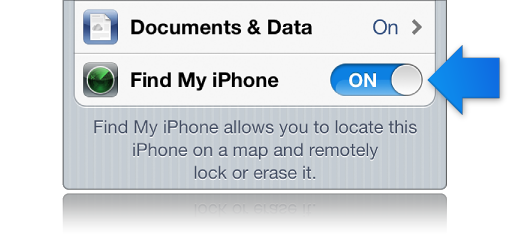 Documents & Data On
Find My iPhone ON
Find My iPhone allows you to locate this
iPhone on a map and remotely
lock or erase it.